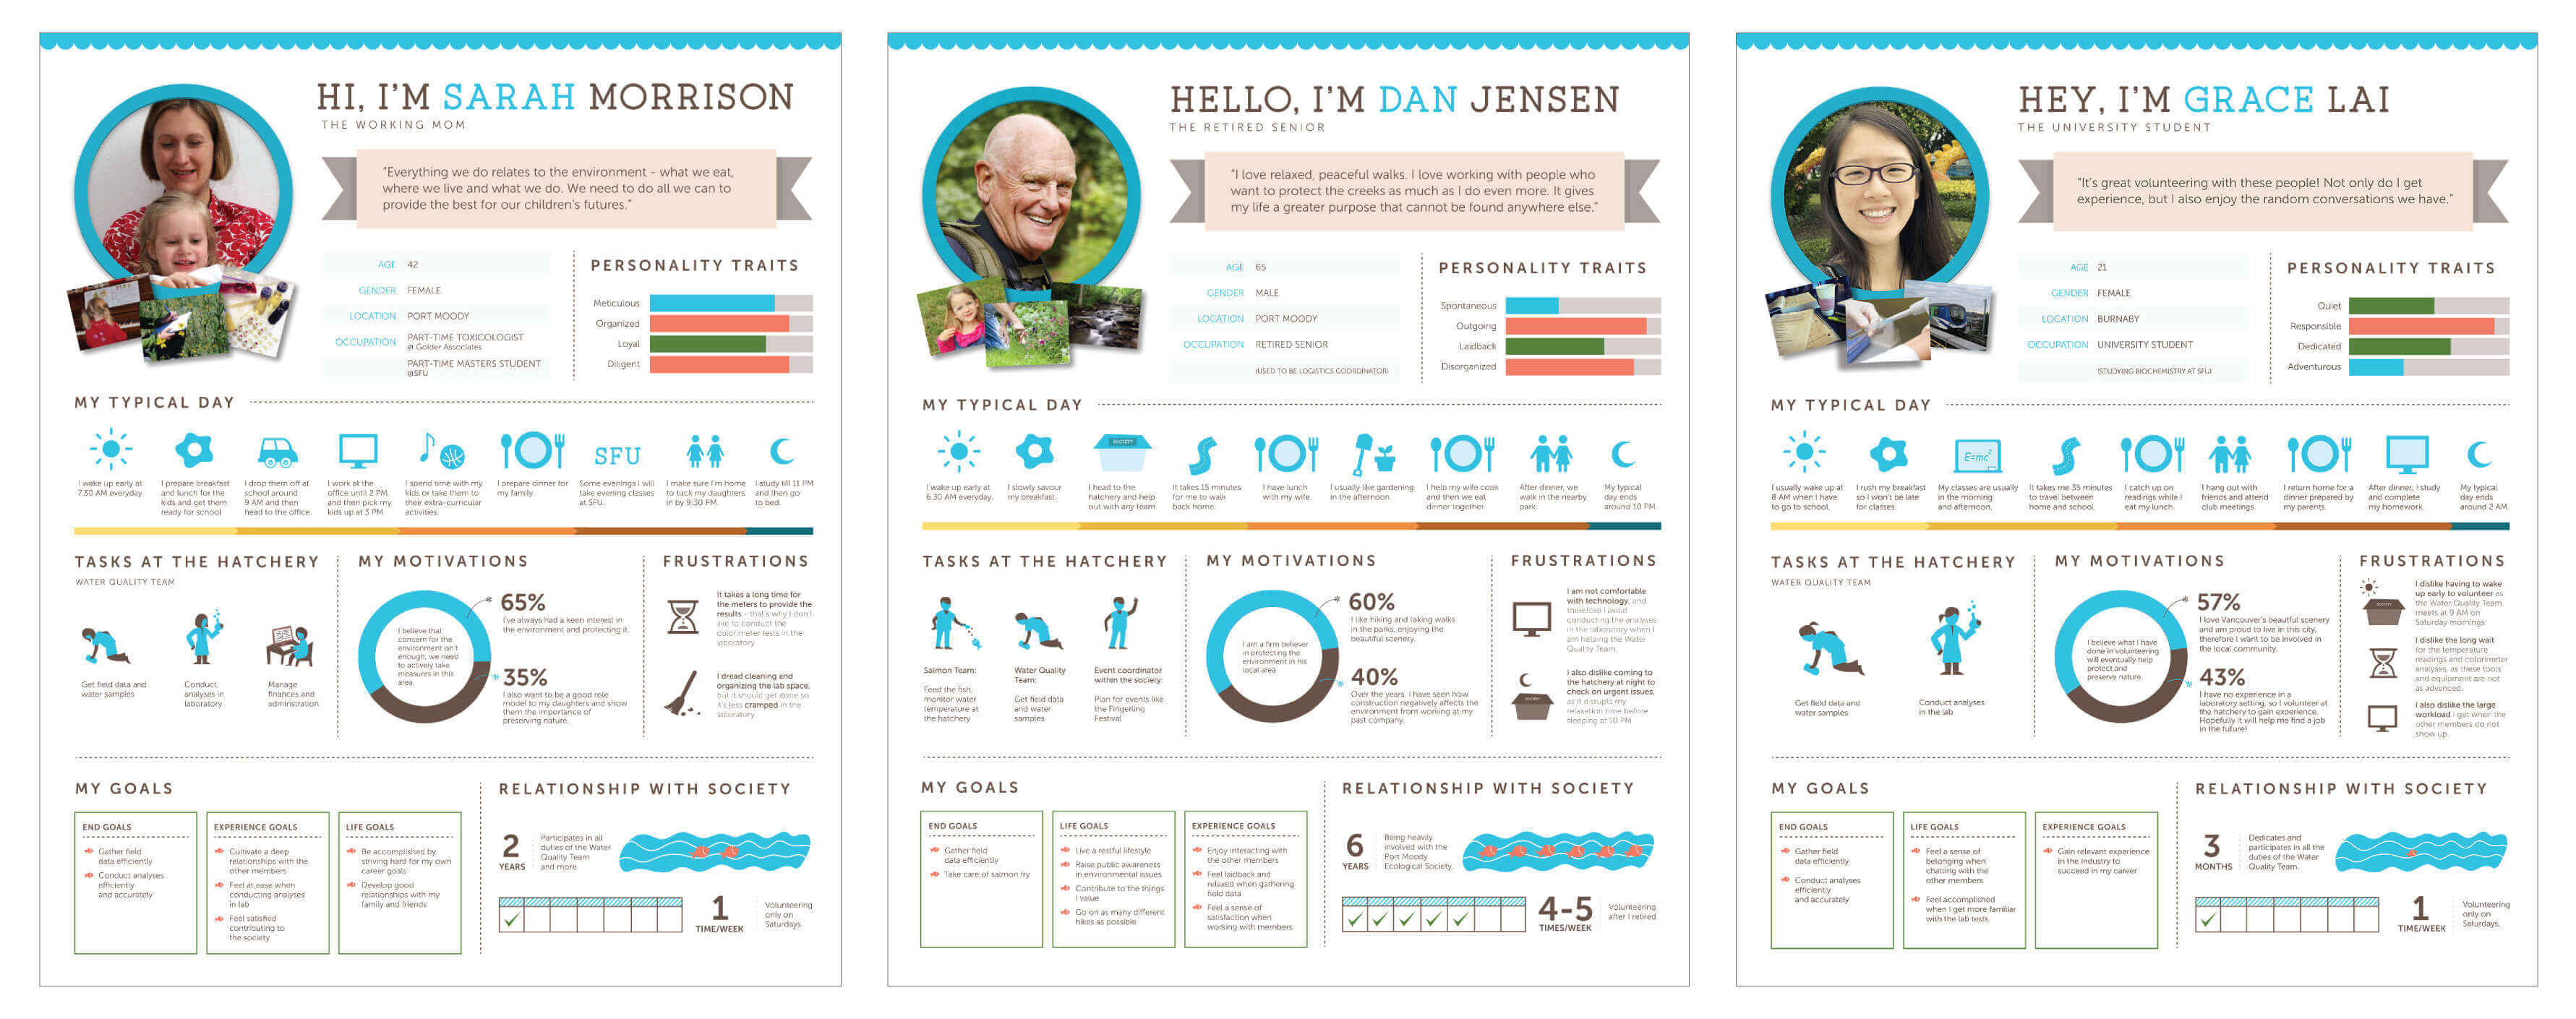 HI, I'M SARAH MORRISON
THE WORKING MOM
"Everything we do relates to the environment - what we eat,
where we live and what we do. We need to do all we can to
provide the best for our children's futures."
AGE 42
GENDER FEMALE
LOCATION PORT MOODY
OCCUPATION PART-TIME TOXICOLOGIST
@ Golder Associates
PART-TIME MASTERS STUDENT
@SFU
PERSONALITY TRAITS
Meticulous
Organized
Loyal
Diligent
MY TYPICAL DAY
SFU
I wake up early at
7:30 AM everyday.
I prepare breakfast
and lunch for the
kids and get them
ready for school
I drop them off at
school around
9 AM and then
head to the office.
I work at the
office until 2 PM,
and then pick my
kids up at 3 PM.
I spend time with my
kids or take them to
their extra-curricular
activities.
I prepare dinner for
my family.
Some evenings I will
take evening classes
at SFU.
I make sure I'm home
to tuck my daughters
in by 9:30 PM.
I study till 11 PM
and then go
to bed.
TASKS AT THE HATCHERY
WATER QUALITY TEAM
Get field data and
water samples
Conduct
analyses in
laboratory
Manage
finances and
adminstration
MY MOTIVATIONS
I believe that
concern for the
environment isn't
enough; we need
to actively take
measures in this
area.
65%
I've always had a keen interest in
the environment and protecting it.
35%
I also want to be a good role
model to my daughters and show
them the importance of
preserving nature.
FRUSTRATIONS
It takes a long time for
the meters to provide the
results - that's why I don't
like to conduct the
colorimeter tests in the
laboratory.
I dread cleaning and
organizing the lab space,
but it should get done so
it's less cramped in the
laboratory.
MY GOALS
END GOALS
Gather field
data efficiently
Conduct analyses
efficiently
and accurately
EXPERIENCE GOALS
Cultivate a deep
relationships with the
other members
Feel at ease when
conducting analyses
in lab
Feel satisfied
contributing to
the society
LIFE GOALS
Be accomplished by
striving hard for my own
career goals
Develop good
relationships with my
family and friends
RELATIONSHIP WITH SOCIETY
2
YEARS
Participates in all
duties of the Water
Quality Team
and more.
1
TIME/WEEK
Volunteering
only on
Saturdays.
HELLO, I'M DAN JENSEN
THE RETIRED SENIOR
"I love relaxed, peaceful walks. I love working with people who
want to protect the creeks as much as I do even more. It gives
my life a greater purpose that cannot be found anywhere else."
AGE 65
GENDER MALE
LOCATION PORT MOODY
OCCUPATION RETIRED SENIOR
(USED TO BE LOGISTICS COORDINATOR)
PERSONALITY TRAITS
Spontaneous
Outgoing
Laidback
Disorganized
MY TYPICAL DAY
SOCIETY
I wake up early at
6:30 AM everyday.
I slowly savour
my breakfast.
I head to the
hatchery and help
out with any team.
It takes 15 minutes
for me to walk
back home.
I have lunch
with my wife.
I usually like gardening
in the afternoon.
I help my wife cook
and then we eat
dinner together.
After dinner, we
walk in the nearby
park.
My typical
day ends
around 10 PM.
TASKS AT THE HATCHERY
Salmon Team:
Feed the fish,
monitor water
temperature at
the hatchery
Water Quality
Team:
Get field data
and water
samples
Event coordinator
within the society:
Plan for events like
the Fingerling
Festival
MY MOTIVATIONS
I am a firm believer
in protecting the
environment in his
local area
60%
I like hiking and taking walks
in the parks, enjoying the
beautiful scenery.
40%
Over the years, I have seen how
construction negatively affects the
environment from working at my
past company.
FRUSTRATIONS
I am not comfortable
with technology, and
therefore I avoid
conducting the analyses
in the laboratory when I
am helping the Water
Quality Team.
SOCIETY
I also dislike coming to
the hatchery at night to
check on urgent issues,
as it disrupts my
relaxation time before
sleeping at 10 PM
MY GOALS
END GOALS
Gather field
data efficiently
Take care of salmon fry
LIFE GOALS
Live a restful lifestyle
Raise public awareness
in environmental issues
Contribute to the things
I value
Go on as many different
hikes as possible
EXPERIENCE GOALS
Enjoy interacting with
the other members
Feel laidback and
relaxed when gathering
field data
Feel a sense of
satisfaction when
working with members
RELATIONSHIP WITH SOCIETY
6
YEARS
Being heavily
involved with the
Port Moody
Ecological Society.
4-5
TIMES/WEEK
Volunteering
after I retired.
HEY, I'M GRACE LAI
THE UNIVERSITY STUDENT
"It's great volunteering with these people! Not only do I get
experience, but I also enjoy the random conversations we have."
AGE 21
GENDER FEMALE
LOCATION BURNABY
OCCUPATION UNIVERSITY STUDENT
(STUDYING BIOCHEMISTRY AT SFU)
PERSONALITY TRAITS
Quiet
Responsible
Dedicated
Adventurous
MY TYPICAL DAY
E=mc²
I usually wake up at
8 AM when I have
to go to school.
I rush my breakfast
so I won't be late
for classes.
My classes are usually
in the morning
and afternoon.
It takes me 35 minutes
to travel between
home and school.
I catch up on
readings while I
eat my lunch.
I hang out with
friends and attend
club meetings.
I return home for a
dinner prepared by
my parents.
After dinner, I study
and complete
my homework.
My typical
day ends
around 2 AM.
TASKS AT THE HATCHERY
WATER QUALITY TEAM
Get field data and
water samples
Conduct analyses
in the lab
MY MOTIVATIONS
I believe what I have
done in volunteering
will eventually help
protect and
preserve nature.
57%
I love Vancouver's beautiful scenery
and am proud to live in this city,
therefore I want to be involved in
the local community.
43%
I have no experience in a
laboratory setting, so I volunteer at
the hatchery to gain experience.
Hopefully it will help me find a job
in the future!
FRUSTRATIONS
SOCIETY
I dislike having to wake
up early to volunteer as
the Water Quality Team
meets at 9 AM on
Saturday mornings.
I dislike the long wait
for the temperature
readings and colorimeter
analyses, as these tools
and equipment are not
as advanced.
I also dislike the large
workload I get when the
other members do not
show up.
MY GOALS
END GOALS
Gather field
data efficiently
Conduct analyses
efficiently
and accurately
LIFE GOALS
Feel a sense of
belonging when
chatting with the
other members
Feel accomplished
when I get more familiar
with the lab tests
EXPERIENCE GOALS
Gain relevant experience
in the industry to
succeed in my career
RELATIONSHIP WITH SOCIETY
3
MONTHS
Dedicates and
participates in all the
duties of the Water
Quality Team.
1
TIME/WEEK
Volunteering
only on
Saturdays.